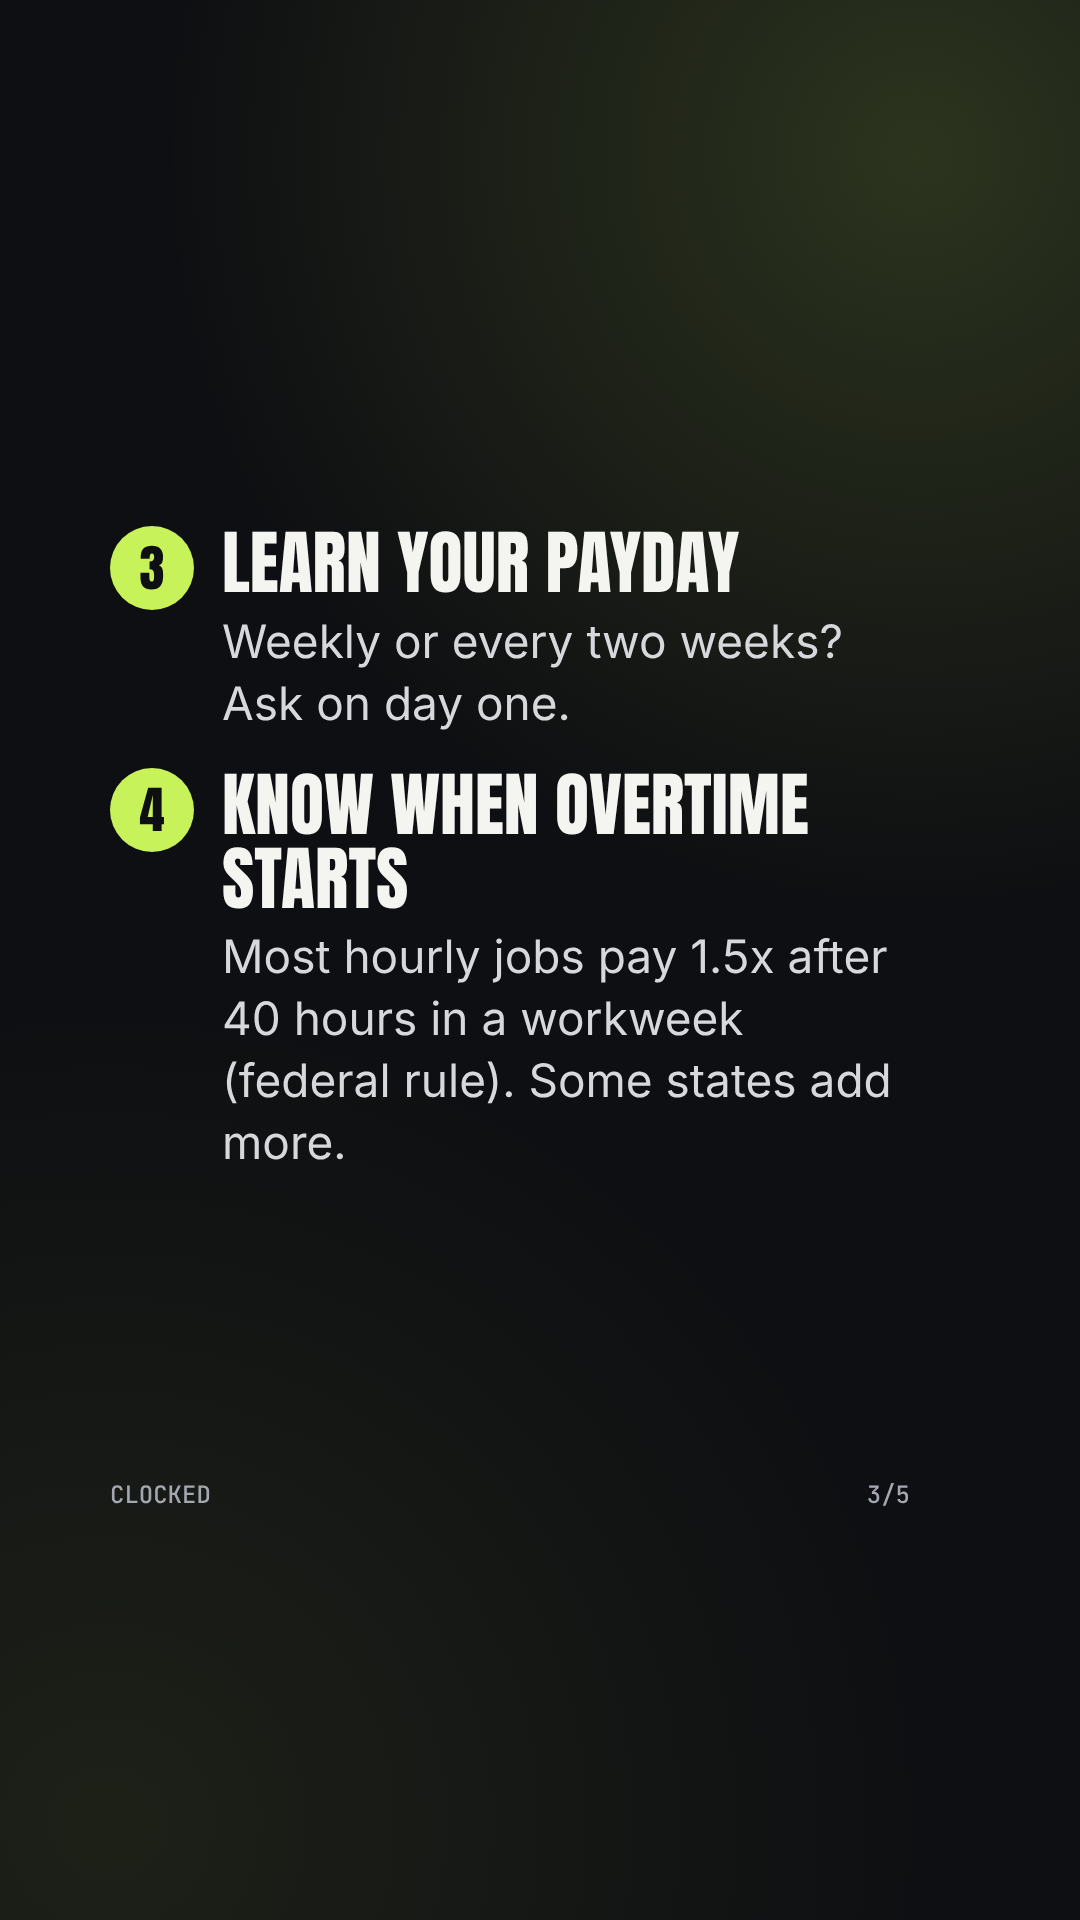 3
LEARN YOUR PAYDAY
Weekly or every two weeks?
Ask on day one.
4
KNOW WHEN OVERTIME
STARTS
Most hourly jobs pay 1.5x after
40 hours in a workweek
(federal rule). Some states add
more.
CLOCKED
3/5